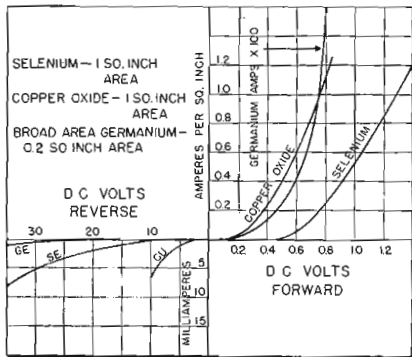 SELENIUM— 1 SQ. INCH
AREA
COPPER OXIDE— 1 SQ. INCH
AREA
BROAD AREA GERMANIUM—
0.2 SO INCH AREA
D C VOLTS
REVERSE
30 20 10
GE
SE
CU
5
10
15
MILLIAMPERES
AMPERES PER SQ. INCH
1.2
1.0
0.8
0.6
0.4
0.2
GERMANIUM AMPS X 100
COPPER OXIDE
SELENIUM
0.2 0.4 0.6 0.8 1.0 1.2
D C VOLTS
FORWARD